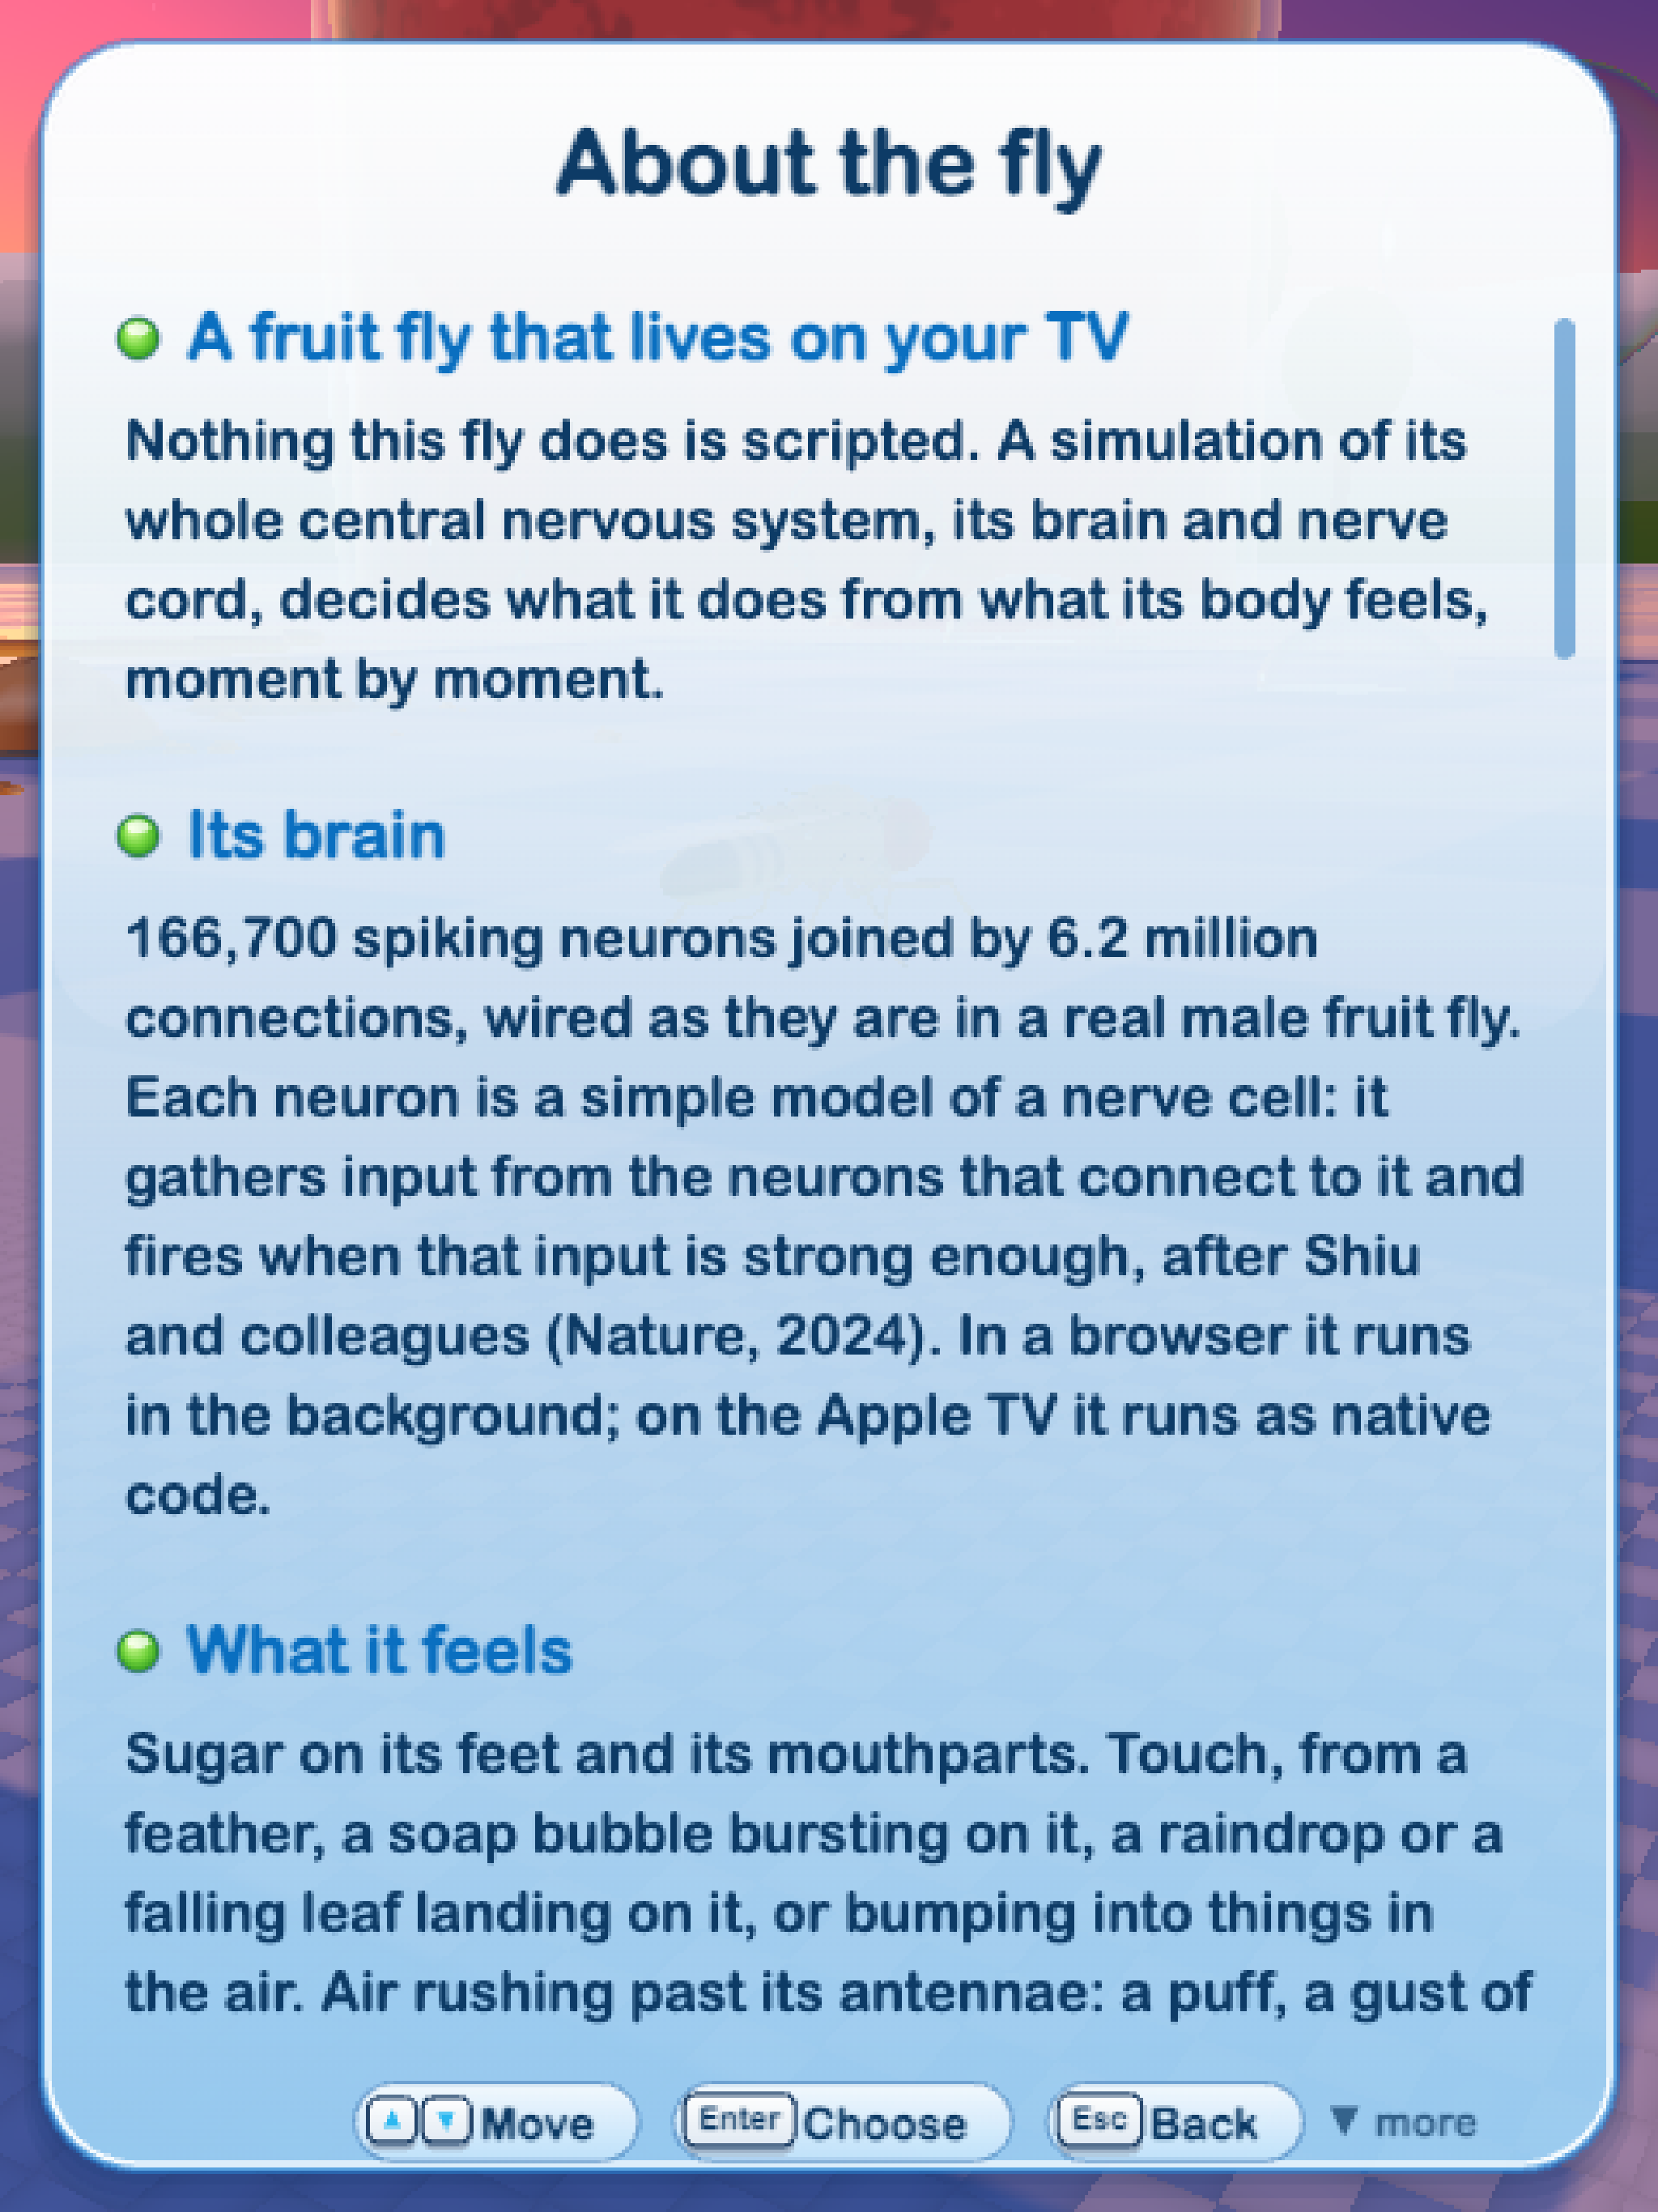 About the fly
A fruit fly that lives on your TV
Nothing this fly does is scripted. A simulation of its
whole central nervous system, its brain and nerve
cord, decides what it does from what its body feels,
moment by moment.
Its brain
166,700 spiking neurons joined by 6.2 million
connections, wired as they are in a real male fruit fly.
Each neuron is a simple model of a nerve cell: it
gathers input from the neurons that connect to it and
fires when that input is strong enough, after Shiu
and colleagues (Nature, 2024). In a browser it runs
in the background; on the Apple TV it runs as native
code.
What it feels
Sugar on its feet and its mouthparts. Touch, from a
feather, a soap bubble bursting on it, a raindrop or a
falling leaf landing on it, or bumping into things in
the air. Air rushing past its antennae: a puff, a gust of
▲ ▼ Move Enter Choose Esc Back ▼ more